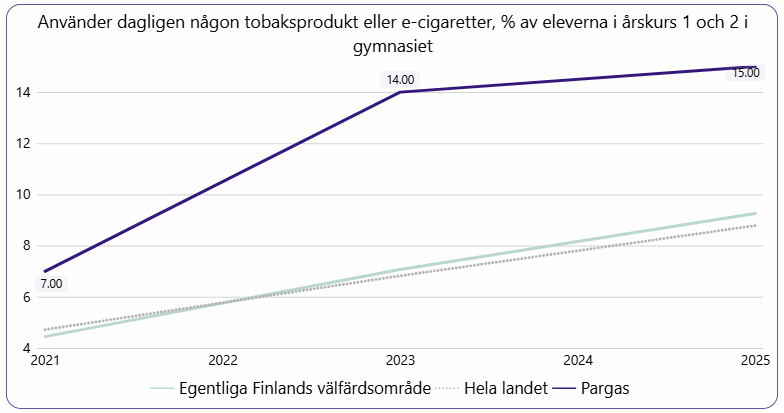 Använder dagligen någon tobaksprodukt eller e-cigaretter, % av eleverna i årskurs 1 och 2 i
gymnasiet
15.00
14.00
14
12
10
8
7.00
6
4
2021 2022 2023 2024 2025
Egentliga Finlands välfärdsområde Hela landet Pargas